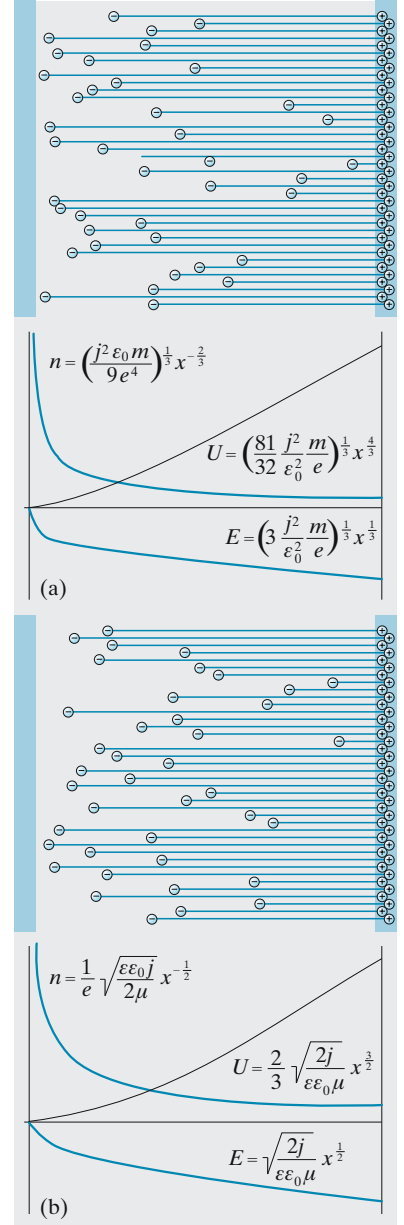 n = (j² ε₀ m / 9e⁴)^(1/3) x^(-2/3)
U = (81/32 j²/ε₀² m/e)^(1/3) x^(4/3)
E = (3 j²/ε₀² m/e)^(1/3) x^(1/3)
(a)
n = 1/e √(εε₀j / 2μ) x^(-1/2)
U = 2/3 √(2j / εε₀μ) x^(3/2)
E = √(2j / εε₀μ) x^(1/2)
(b)